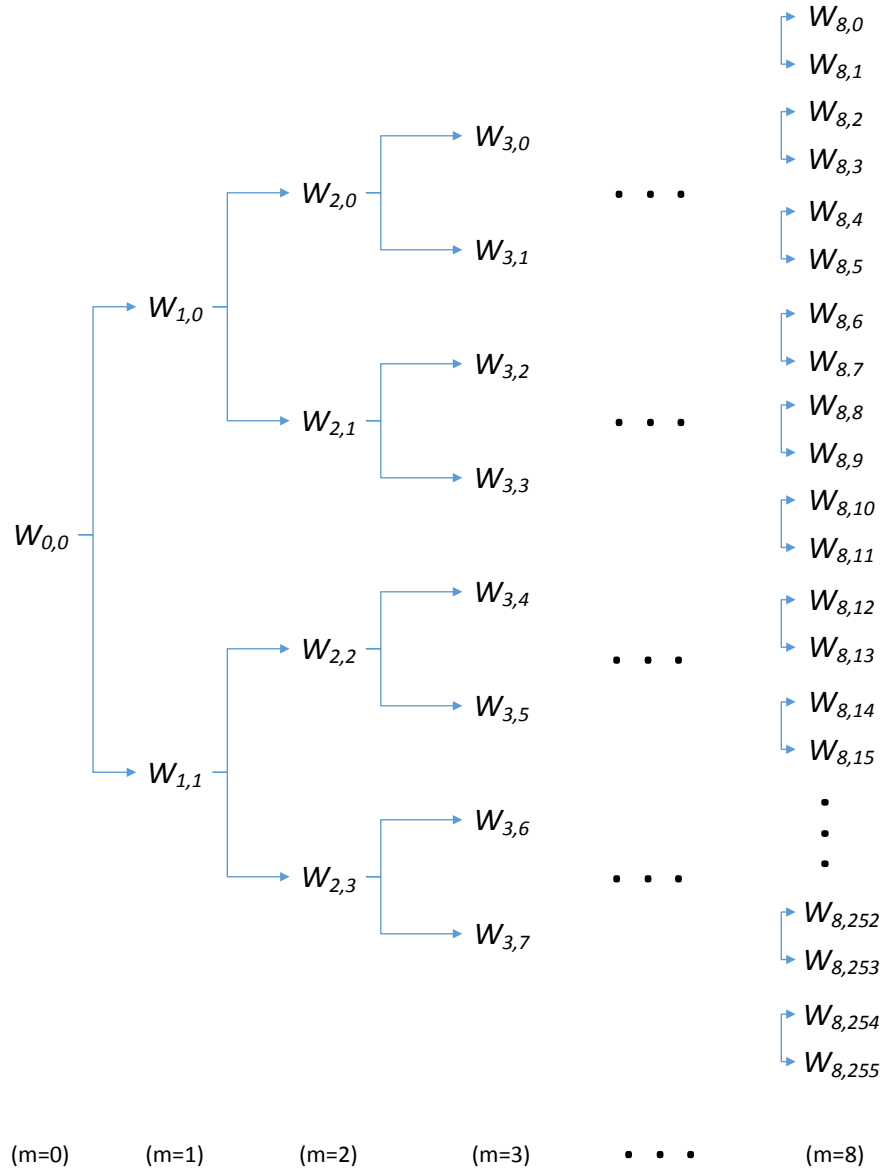 W8,0
W8,1
W8,2
W3,0
W8,3
W2,0
. . .
W8,4
W3,1
W8,5
W1,0
W8,6
W3,2
W8,7
W8,8
W2,1
. . .
W8,9
W3,3
W8,10
W0,0
W8,11
W3,4
W8,12
W2,2
. . .
W8,13
W3,5
W8,14
W8,15
W1,1
.
.
.
W3,6
W2,3
. . .
W8,252
W3,7
W8,253
W8,254
W8,255
(m=0) (m=1) (m=2) (m=3) . . . (m=8)